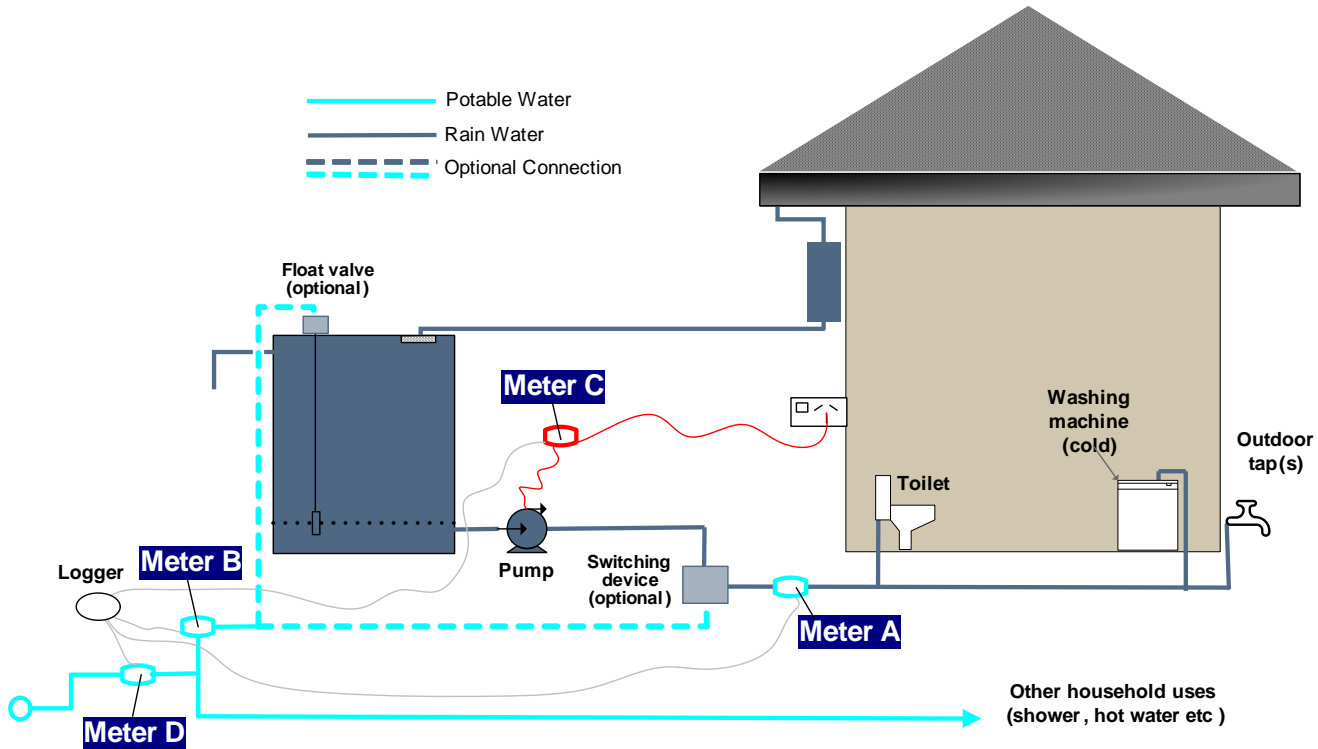 Potable Water
Rain Water
Optional Connection
Float valve
(optional)
Meter C
Washing
machine
(cold)
Outdoor
tap(s)
Toilet
Logger
Meter B
Pump
Switching
device
(optional)
Meter A
Meter D
Other household uses
(shower, hot water etc)